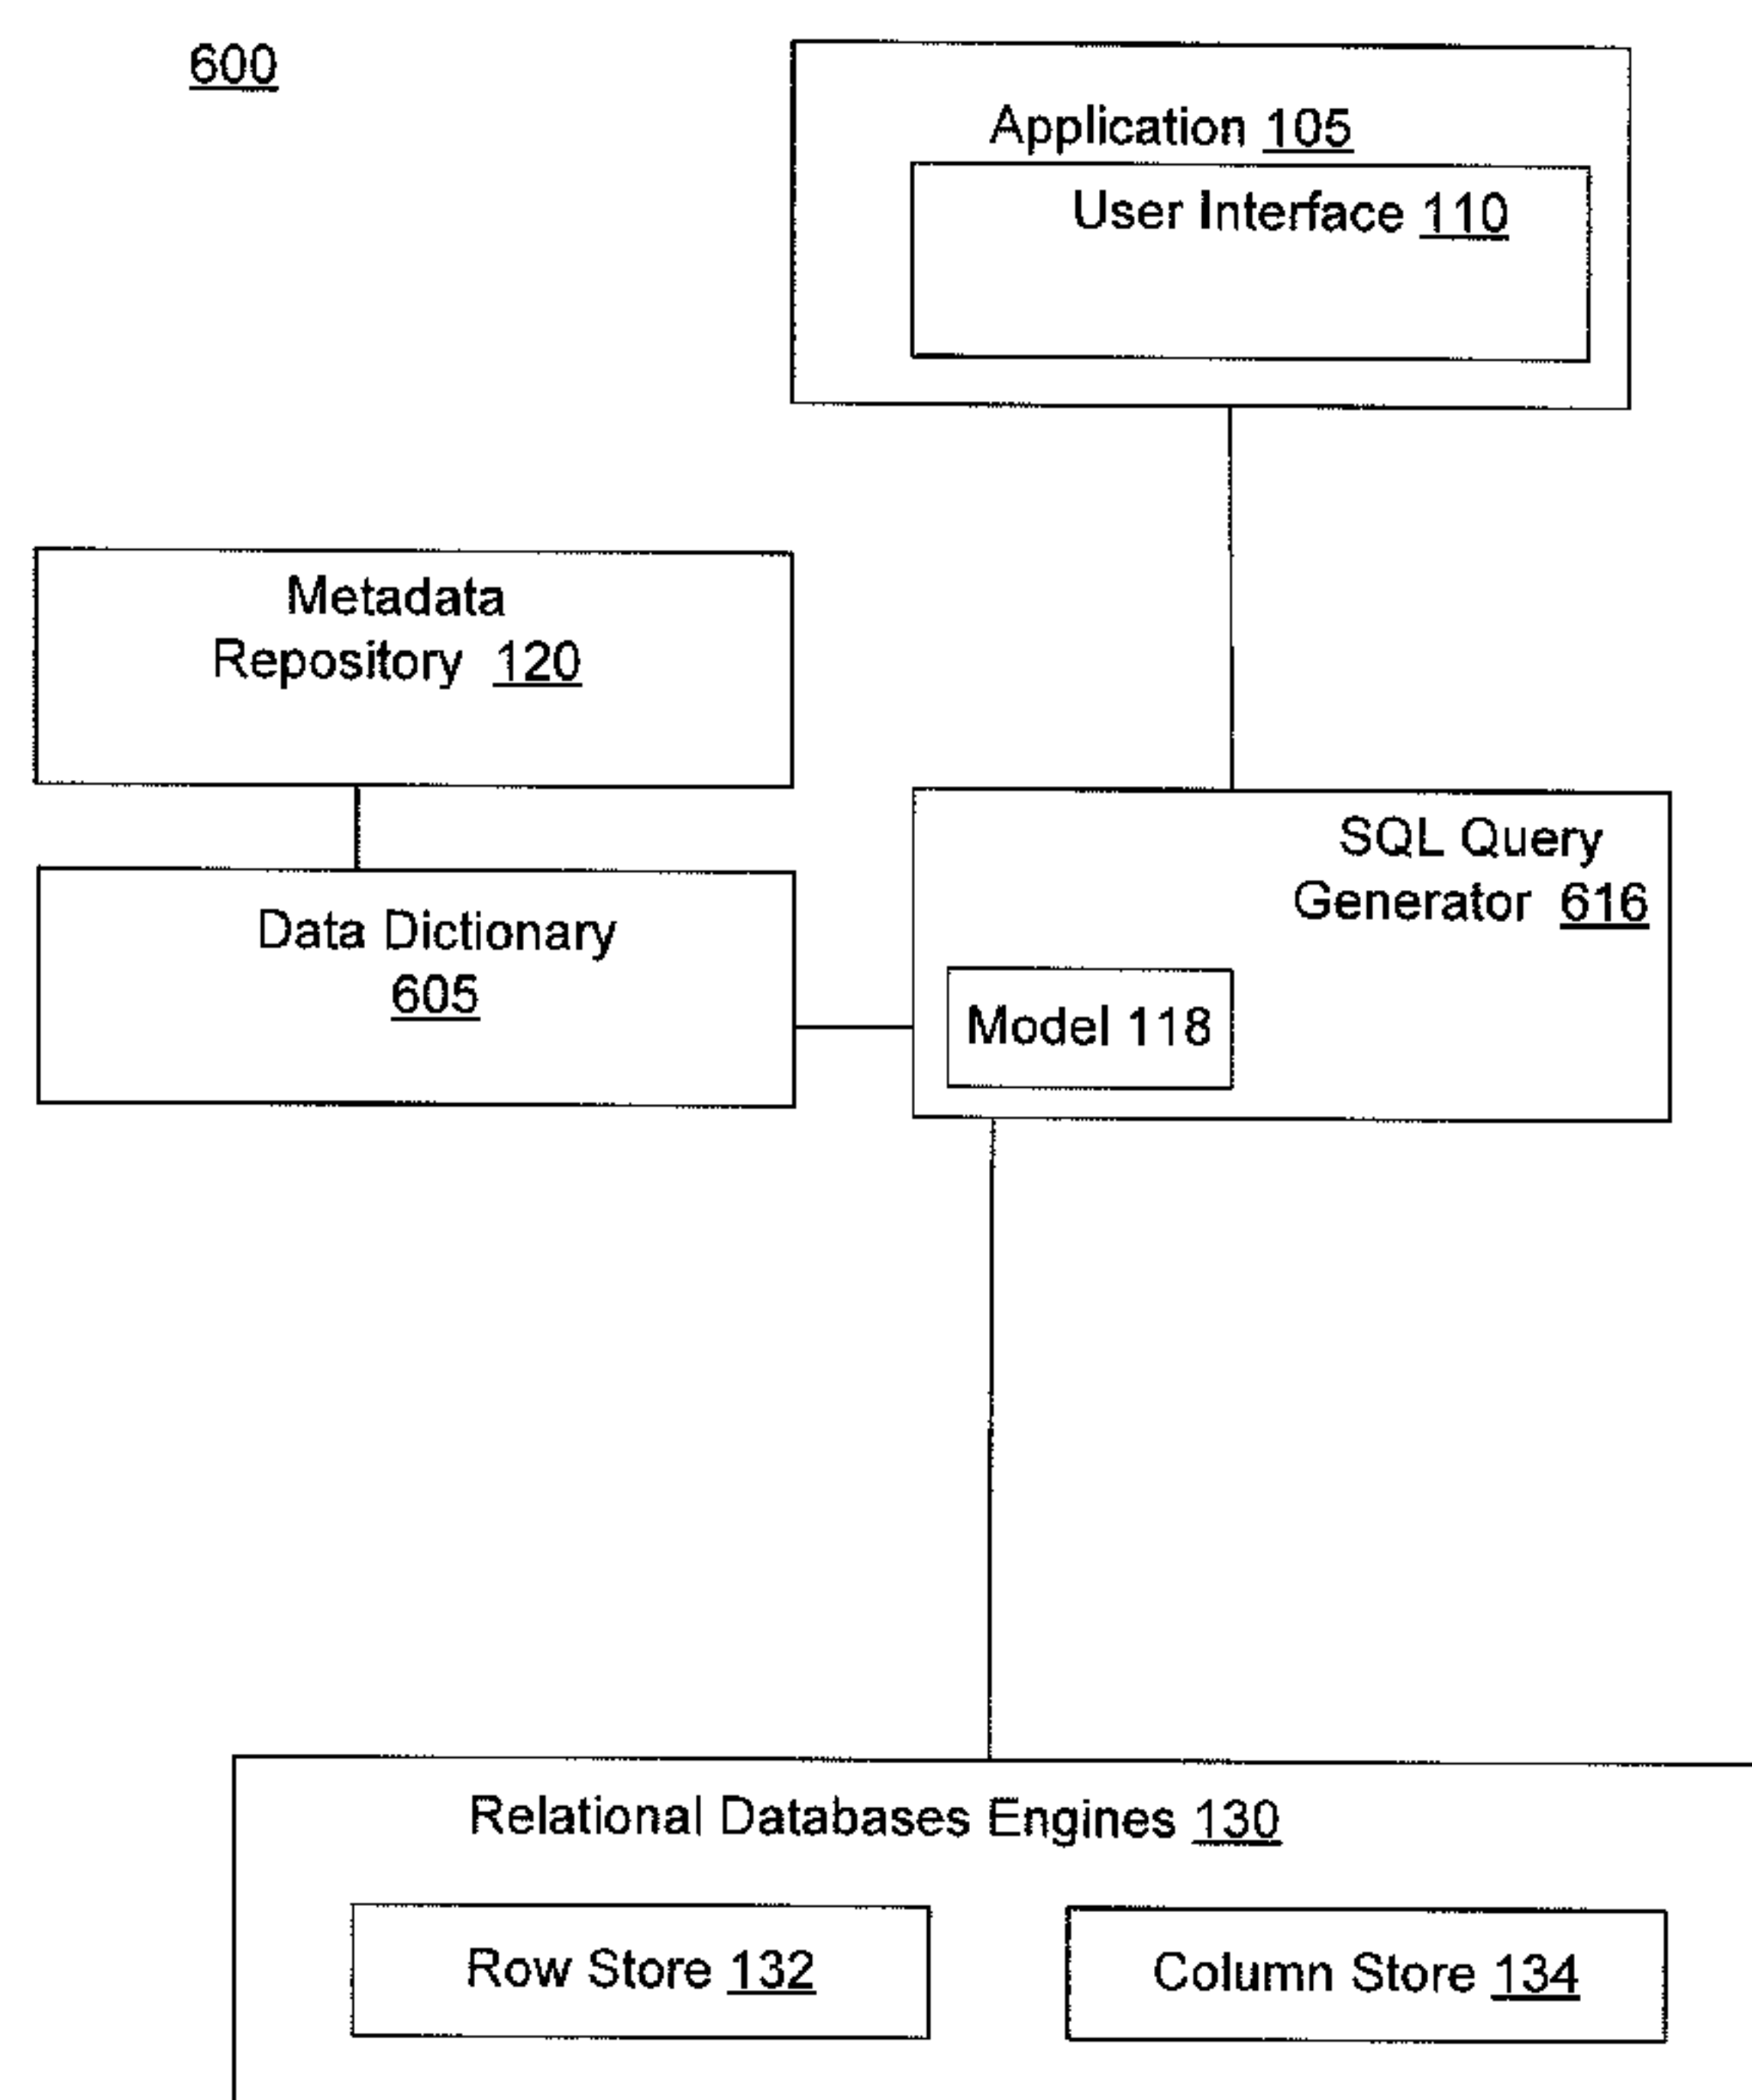 600
Application 105
User Interface 110
Metadata
Repository 120
SQL Query
Generator 616
Data Dictionary
605
Model 118
Relational Databases Engines 130
Row Store 132
Column Store 134